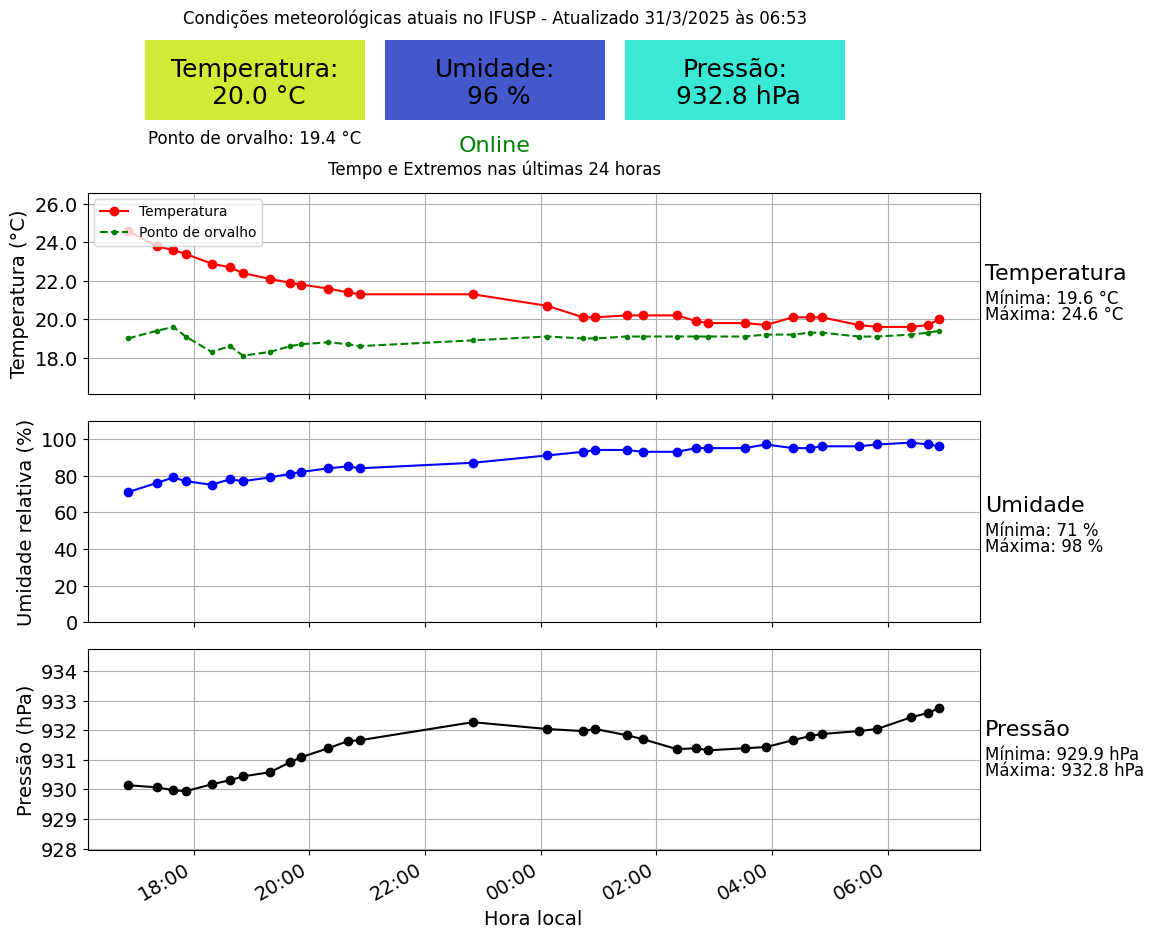 Condições meteorológicas atuais no IFUSP - Atualizado 31/3/2025 às 06:53
Temperatura:
20.0 °C
Umidade:
96 %
Pressão:
932.8 hPa
Ponto de orvalho: 19.4 °C
Online
Tempo e Extremos nas últimas 24 horas
Temperatura (°C)
26.0
24.0
22.0
20.0
18.0
Temperatura
Ponto de orvalho
Temperatura
Mínima: 19.6 °C
Máxima: 24.6 °C
Umidade relativa (%)
100
80
60
40
20
0
Umidade
Mínima: 71 %
Máxima: 98 %
Pressão (hPa)
934
933
932
931
930
929
928
Pressão
Mínima: 929.9 hPa
Máxima: 932.8 hPa
18:00
20:00
22:00
00:00
02:00
04:00
06:00
Hora local